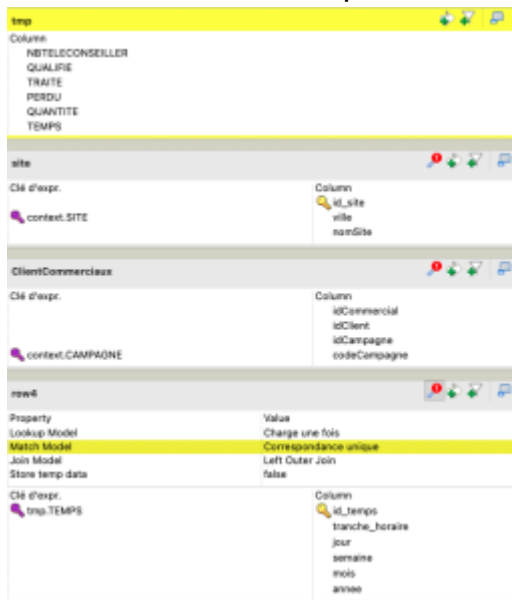 tmp
Column
NBTELECONSEILLER
QUALIFIE
TRAITE
PERDU
QUANTITE
TEMPS
site
Clé d'expr. Column
id_site
context.SITE ville
nomSite
ClientCommerciaux
Clé d'expr. Column
idCommercial
idClient
idCampagne
context.CAMPAGNE codeCampagne
row4
Property Value
Lookup Model Charge une fois
Match Model Correspondance unique
Join Model Left Outer Join
Store temp data false
Clé d'expr. Column
tmp.TEMPS id_temps
tranche_horaire
jour
semaine
mois
annee